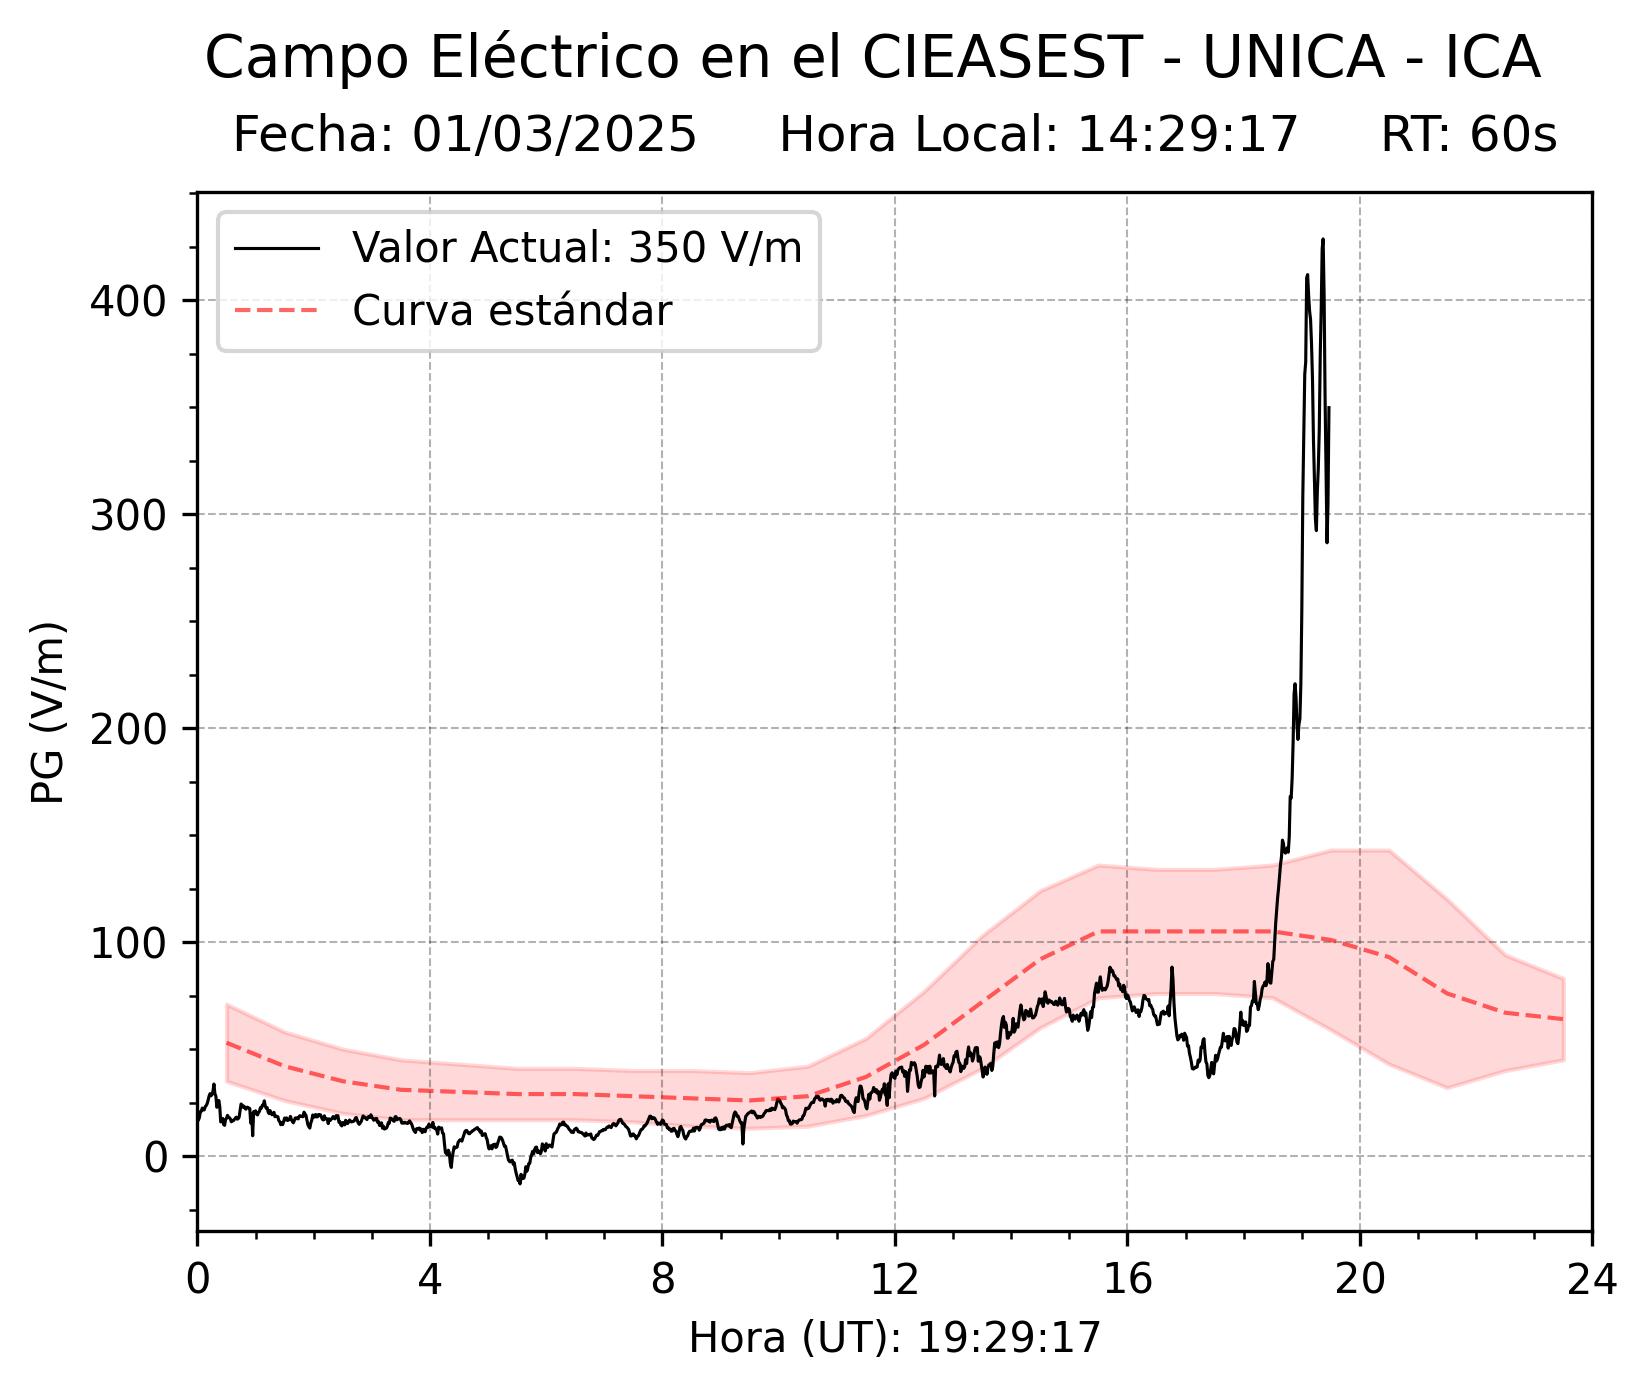 Campo Eléctrico en el CIEASEST - UNICA - ICA
Fecha: 01/03/2025 Hora Local: 14:29:17 RT: 60s
Valor Actual: 350 V/m
Curva estándar
400
300
200
100
0
PG (V/m)
0 4 8 12 16 20 24
Hora (UT): 19:29:17